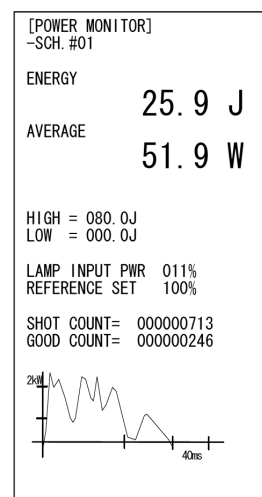 [POWER MONITOR]
-SCH.#01
ENERGY
25.9 J
AVERAGE
51.9 W
HIGH = 080.0J
LOW = 000.0J
LAMP INPUT PWR 011%
REFERENCE SET 100%
SHOT COUNT= 000000713
GOOD COUNT= 000000246
2kW
40ms